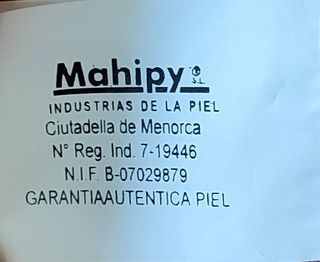 Mahipy S.L.
INDUSTRIAS DE LA PIEL
Ciutadella de Menorca
N° Reg. Ind. 7-19446
N.I.F. B-07029879
GARANTIAAUTENTICA PIEL